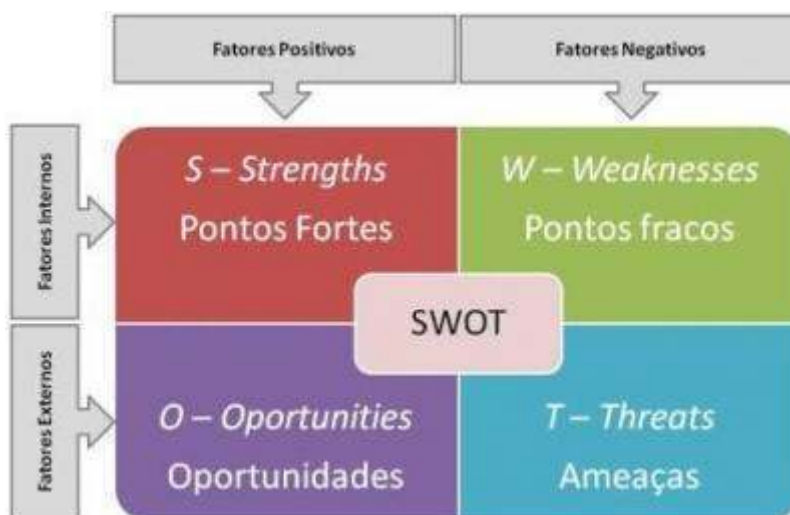 Fatores Positivos
Fatores Negativos
Fatores Internos
S – Strengths
Pontos Fortes
W – Weaknesses
Pontos fracos
SWOT
Fatores Externos
O – Oportunities
Oportunidades
T – Threats
Ameaças